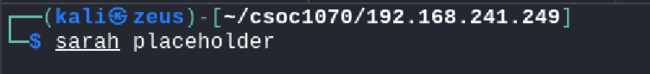 ┌──(kali㉿zeus)-[~/csoc1070/192.168.241.249]
└─$ sarah placeholder